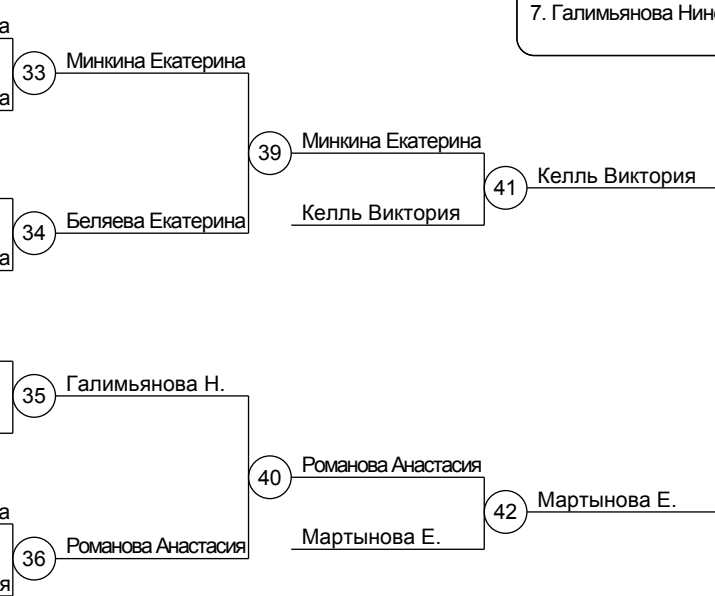 7. Галимьянова
33
Минкина Екатерина
39
Минкина Екатерина
41
Келль Виктория
Келль Виктория
34
Беляева Екатерина
35
Галимьянова Н.
40
Романова Анастасия
42
Мартынова Е.
Мартынова Е.
36
Романова Анастасия